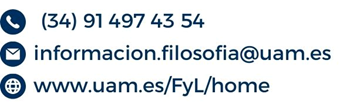 (34) 91 497 43 54
informacion.filosofia@uam.es
www.uam.es/FyL/home